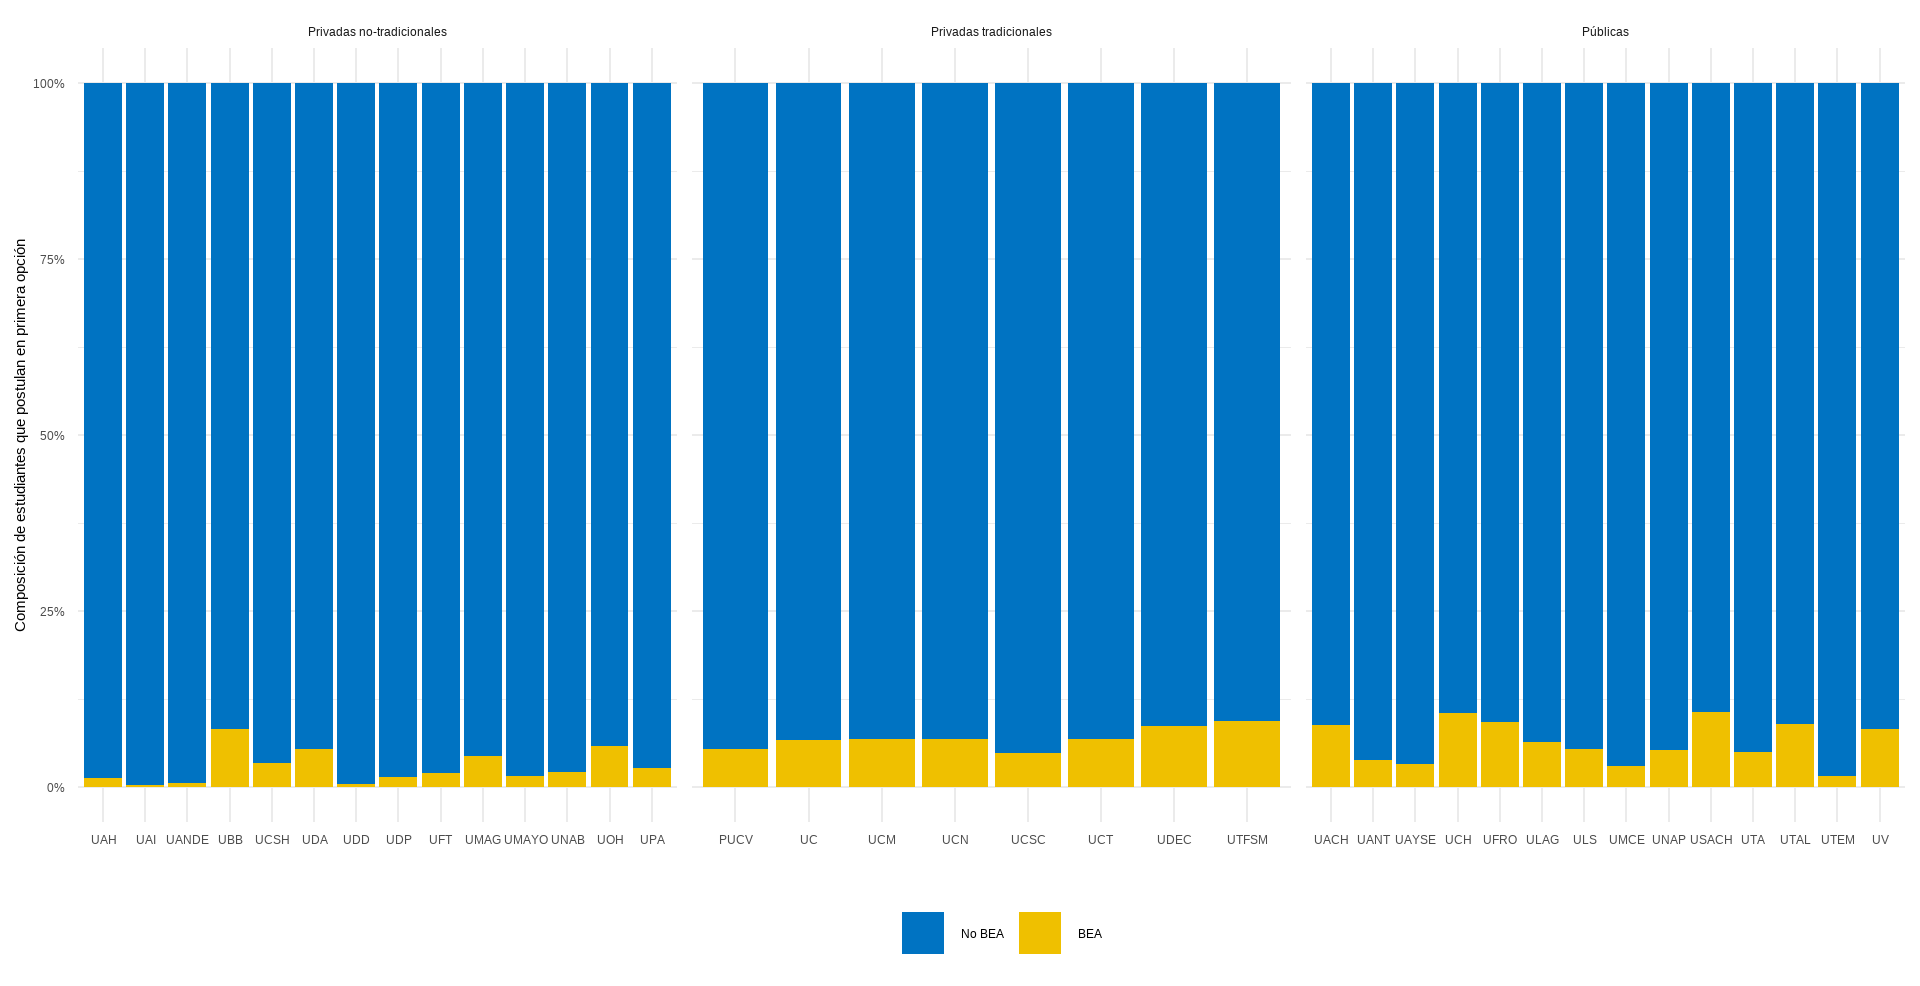 Privadas no-tradicionales
Privadas tradicionales
Públicas
Composición de estudiantes que postulan en primera opción
100%
75%
50%
25%
0%
UAH UAI UANDE UBB UCSH UDA UDD UDP UFT UMAG UMAYO UNAB UOH UPA
PUCV UC UCM UCN UCSC UCT UDEC UTFSM
UACH UANT UAYSE UCH UFRO ULAG ULS UMCE UNAP USACH UTA UTAL UTEM UV
No BEA BEA